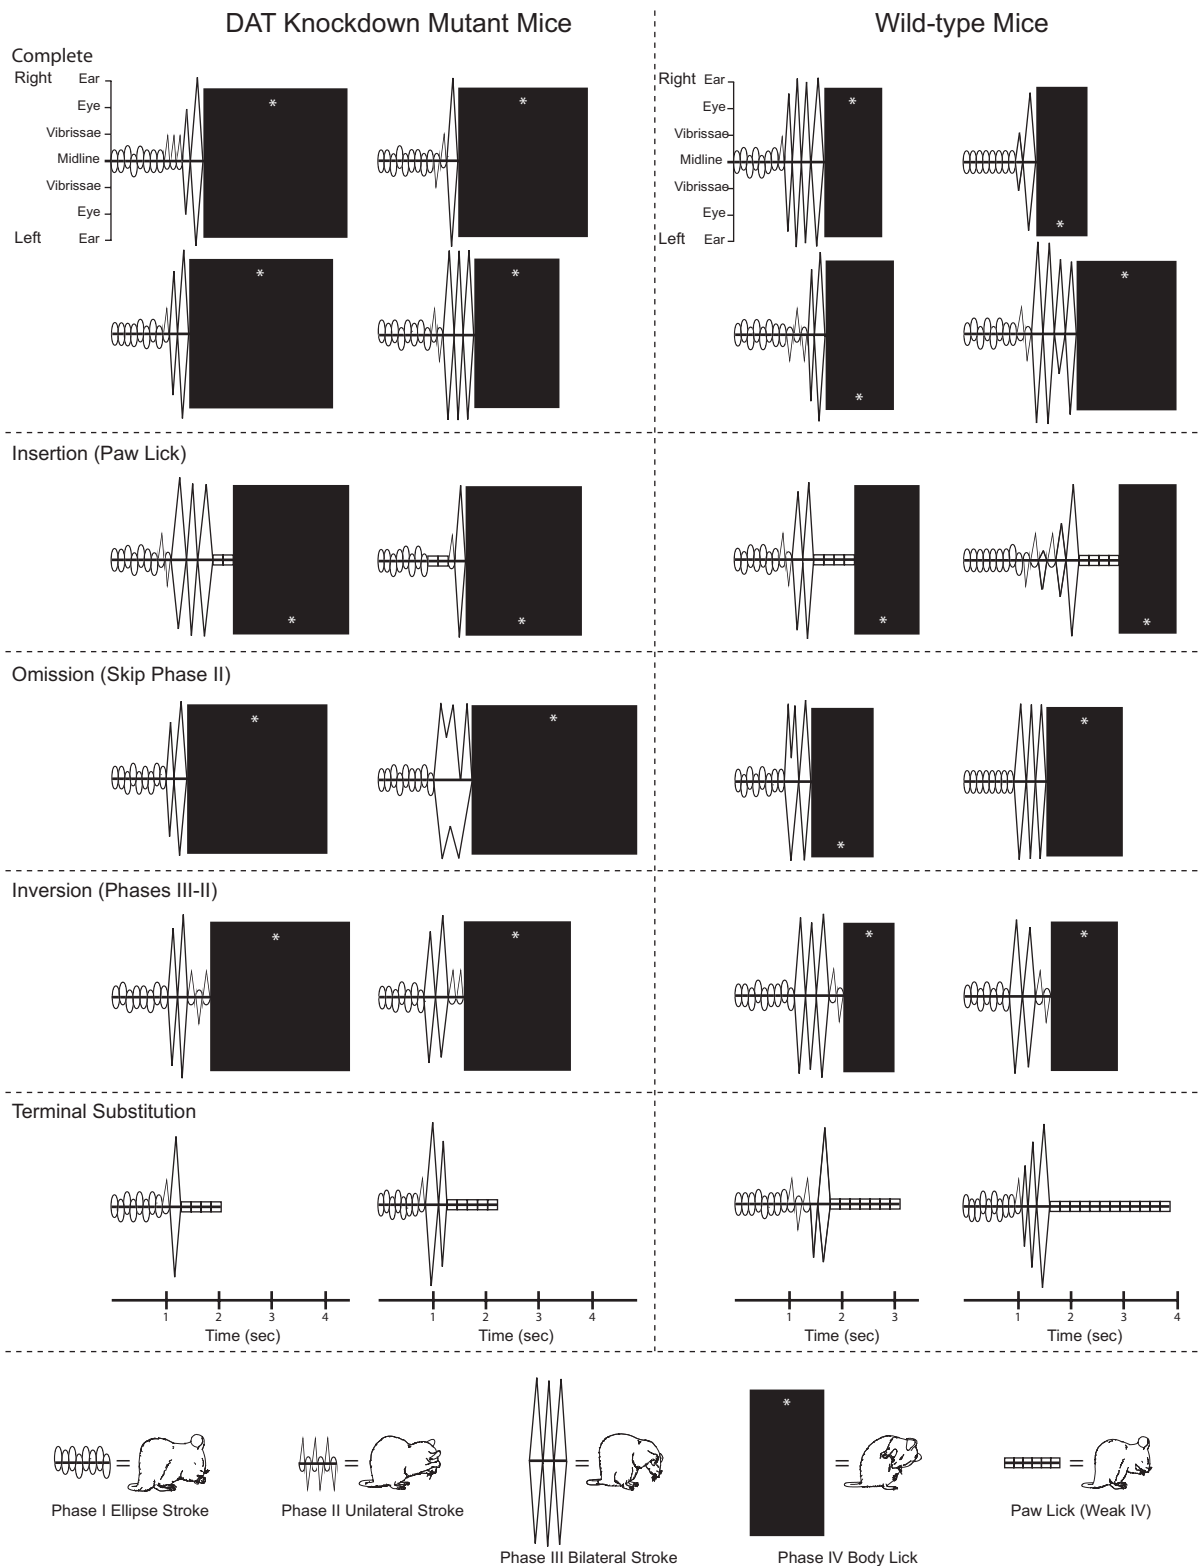 DAT Knockdown Mutant Mice
Wild-type Mice
Complete
Right Ear
Eye
Vibrissae
Midline
Vibrissae
Eye
Left Ear
Right Ear
Eye
Vibrissae
Midline
Vibrissae
Eye
Left Ear
*
*
*
*
*
*
*
*
Insertion (Paw Lick)
*
*
*
*
Omission (Skip Phase II)
*
*
*
*
Inversion (Phases III-II)
*
*
*
*
Terminal Substitution
1 2 3 4
Time (sec)
1 2 3 4
Time (sec)
1 2 3
Time (sec)
1 2 3 4
Time (sec)
*
= = = = =
Phase I Ellipse Stroke
Phase II Unilateral Stroke
Phase III Bilateral Stroke
Phase IV Body Lick
Paw Lick (Weak IV)